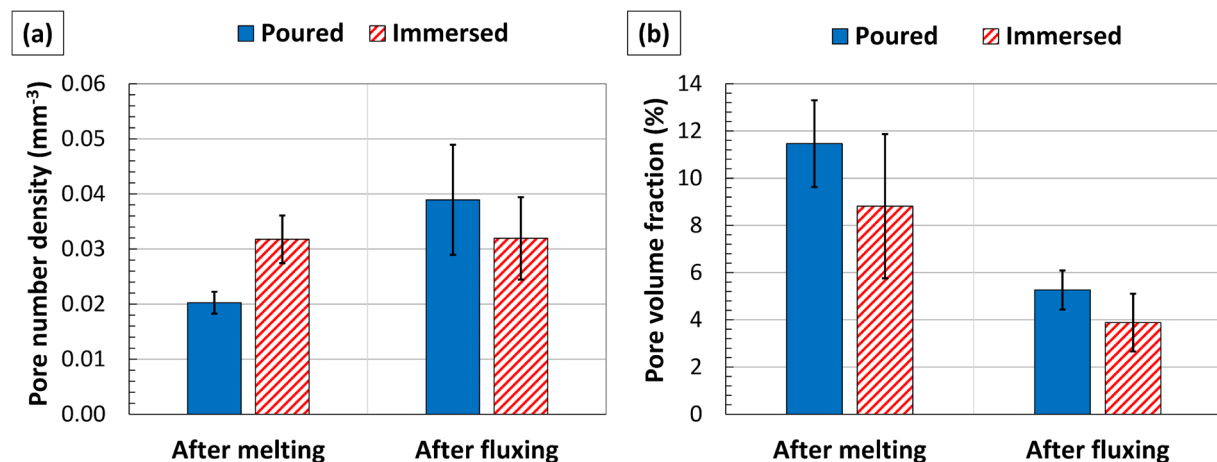 (a)
Poured
Immersed
Pore number density (mm⁻³)
0.06
0.05
0.04
0.03
0.02
0.01
0.00
After melting
After fluxing
(b)
Poured
Immersed
Pore volume fraction (%)
14
12
10
8
6
4
2
0
After melting
After fluxing